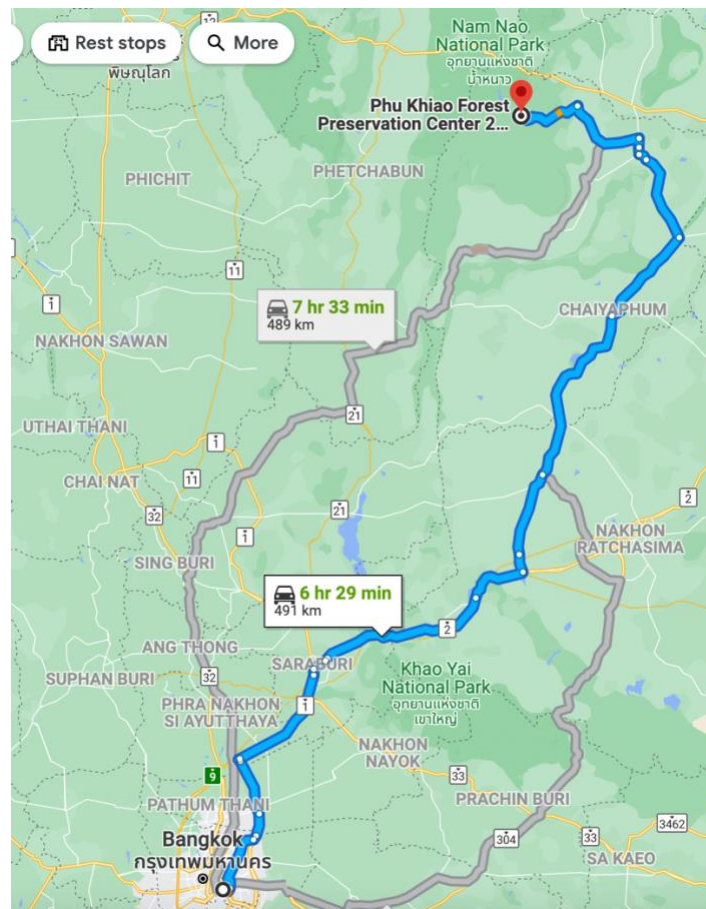 Rest stops
More
12
พิษณุโลก
Nam Nao
National Park
อุทยานแห่งชาติ
น้ำหนาว
Phu Khiao Forest
Preservation Center 2...
PHICHIT
PHETCHABUN
11
1
7 hr 33 min
489 km
CHAIYAPHUM
NAKHON SAWAN
21
UTHAI THANI
1
CHAI NAT
11
2
32
21
1
NAKHON
RATCHASIMA
SING BURI
6 hr 29 min
491 km
2
ANG THONG
SARABURI
SUPHAN BURI
32
Khao Yai
National Park
อุทยานแห่งชาติ
เขาใหญ่
PHRA NAKHON
SI AYUTTHAYA
1
NAKHON
NAYOK
9
33
PATHUM THANI
PRACHIN BURI
3462
Bangkok
กรุงเทพมหานคร
304
33
SA KAEO